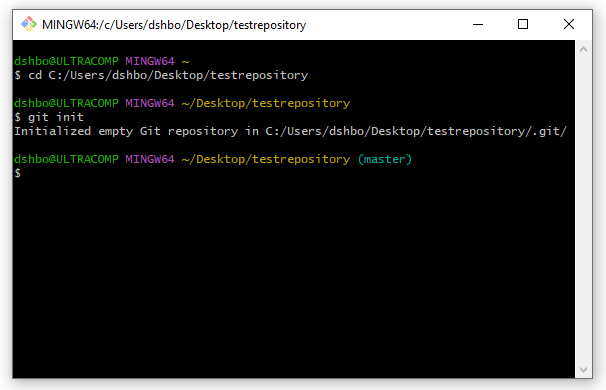 MINGW64:/c/Users/dshbo/Desktop/testrepository
dshbo@ULTRACOMP MINGW64 ~
$ cd C:/Users/dshbo/Desktop/testrepository
dshbo@ULTRACOMP MINGW64 ~/Desktop/testrepository
$ git init
Initialized empty Git repository in C:/Users/dshbo/Desktop/testrepository/.git/
dshbo@ULTRACOMP MINGW64 ~/Desktop/testrepository (master)
$